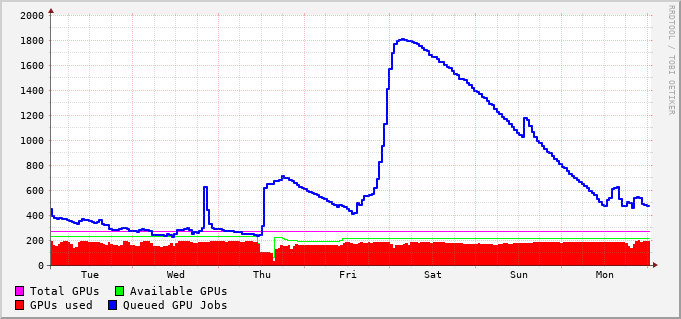 2000
1800
1600
1400
1200
1000
800
600
400
200
0
Tue Wed Thu Fri Sat Sun Mon
Total GPUs Available GPUs
GPUs used Queued GPU Jobs
RRDTOOL / TOBI OETIKER